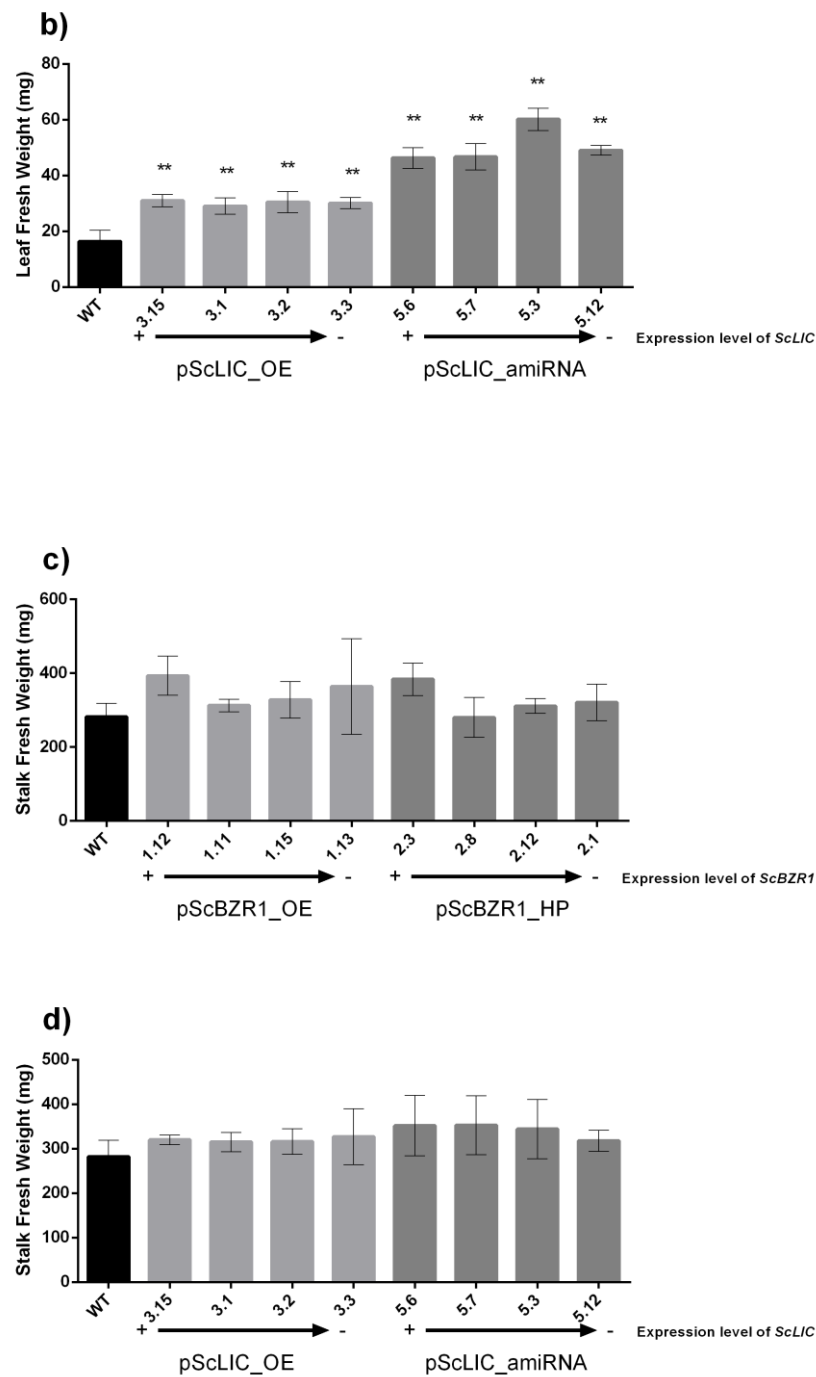 b)
Leaf Fresh Weight (mg)
80
60
40
20
0
** ** ** ** ** ** ** **
WT 3.15 3.1 3.2 3.3 5.6 5.7 5.3 5.12
+ - + - Expression level of ScLIC
pScLIC_OE pScLIC_amiRNA
c)
Stalk Fresh Weight (mg)
600
400
200
0
WT 1.12 1.11 1.15 1.13 2.3 2.8 2.12 2.1
+ - + - Expression level of ScBZR1
pScBZR1_OE pScBZR1_HP
d)
Stalk Fresh Weight (mg)
500
400
300
200
100
0
WT 3.15 3.1 3.2 3.3 5.6 5.7 5.3 5.12
+ - + - Expression level of ScLIC
pScLIC_OE pScLIC_amiRNA